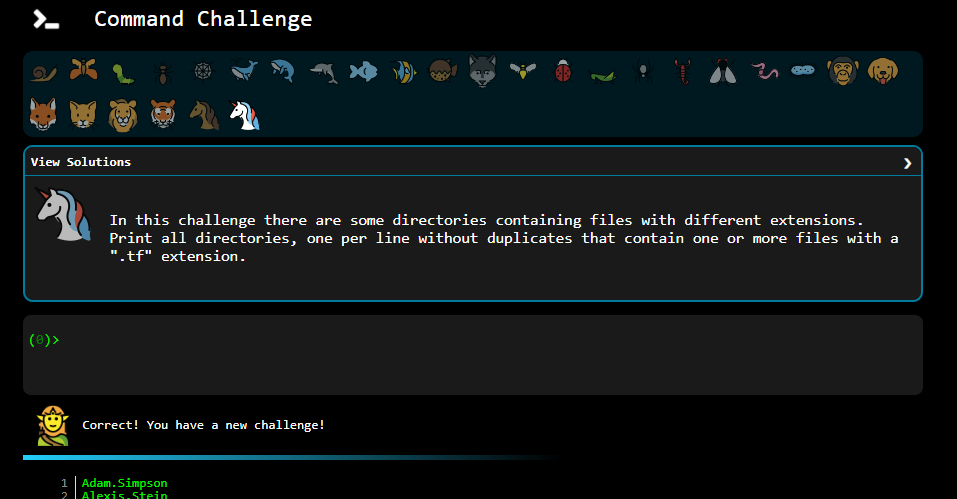 Command Challenge
View Solutions
In this challenge there are some directories containing files with different extensions.
Print all directories, one per line without duplicates that contain one or more files with a
".tf" extension.
(0)>
Correct! You have a new challenge!
1 Adam.Simpson
2 Alexis.Stein